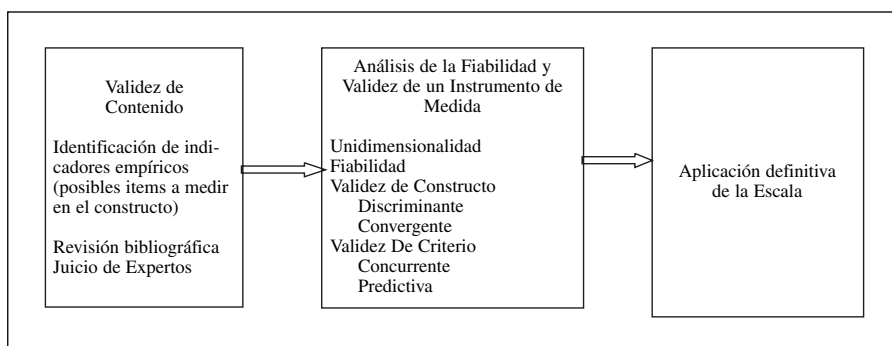 Validez de
Contenido
Identificación de indi-
cadores empíricos
(posibles items a medir
en el constructo)
Revisión bibliográfica
Juicio de Expertos
Análisis de la Fiabilidad y
Validez de un Instrumento de
Medida
Unidimensionalidad
Fiabilidad
Validez de Constructo
Discriminante
Convergente
Validez De Criterio
Concurrente
Predictiva
Aplicación definitiva
de la Escala